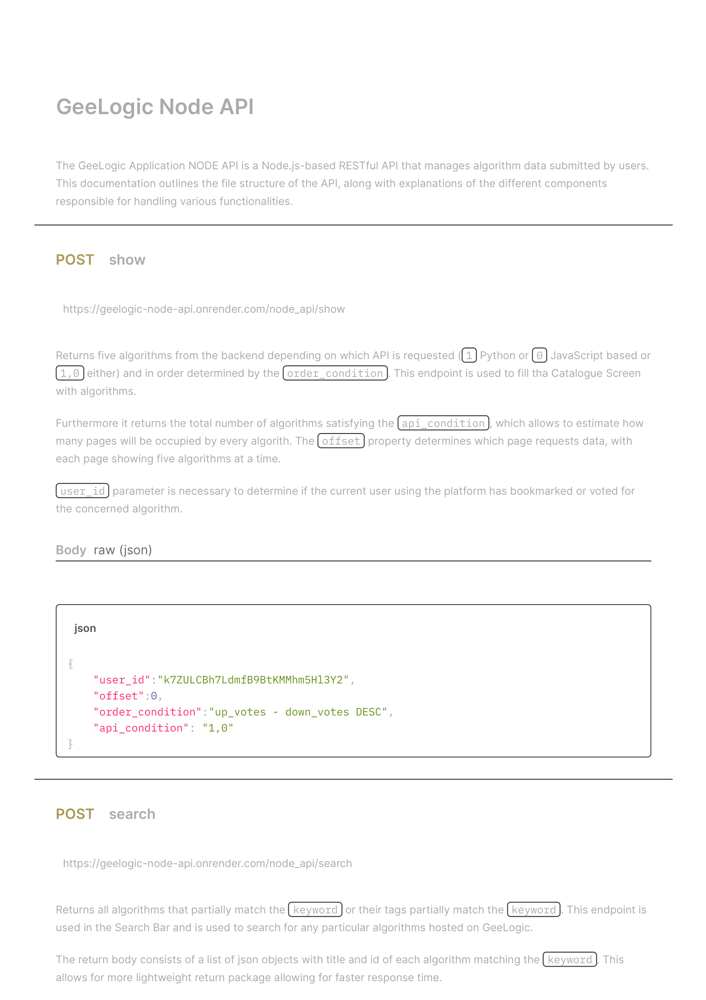 GeeLogic Node API
The GeeLogic Application NODE API is a Node.js-based RESTful API that manages algorithm data submitted by users.
This documentation outlines the file structure of the API, along with explanations of the different components
responsible for handling various functionalities.
POST show
https://geelogic-node-api.onrender.com/node_api/show
Returns five algorithms from the backend depending on which API is requested ( 1 Python or 0 JavaScript based or
1,0 either) and in order determined by the order_condition. This endpoint is used to fill tha Catalogue Screen
with algorithms.
Furthermore it returns the total number of algorithms satisfying the api_condition, which allows to estimate how
many pages will be occupied by every algorith. The offset property determines which page requests data, with
each page showing five algorithms at a time.
user_id parameter is necessary to determine if the current user using the platform has bookmarked or voted for
the concerned algorithm.
Body raw (json)
json
{
    "user_id":"k7ZULCBh7LdmfB9BtKMMhm5Hl3Y2",
    "offset":0,
    "order_condition":"up_votes - down_votes DESC",
    "api_condition": "1,0"
}
POST search
https://geelogic-node-api.onrender.com/node_api/search
Returns all algorithms that partially match the keyword or their tags partially match the keyword. This endpoint is
used in the Search Bar and is used to search for any particular algorithms hosted on GeeLogic.
The return body consists of a list of json objects with title and id of each algorithm matching the keyword. This
allows for more lightweight return package allowing for faster response time.